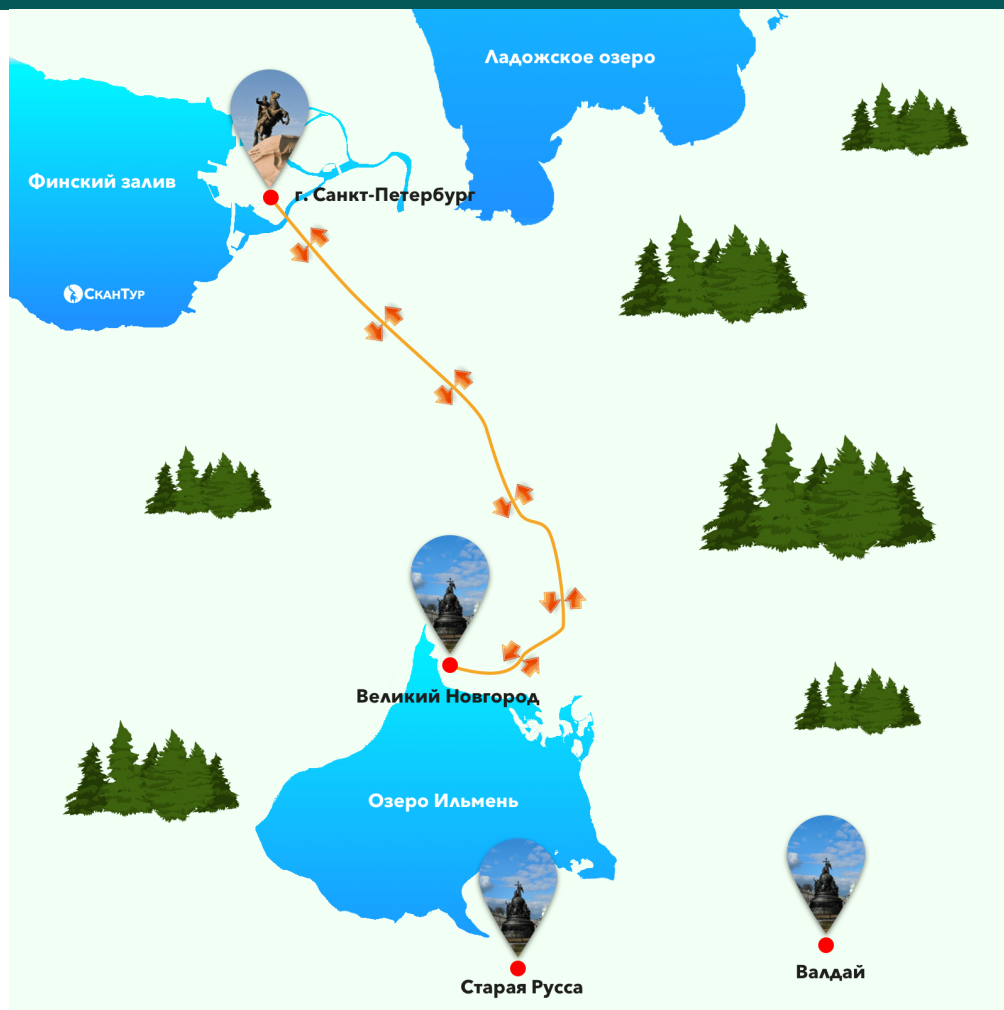 Ладожское озеро
Финский залив
г. Санкт-Петербург
СканТур
Великий Новгород
Озеро Ильмень
Старая Русса
Валдай